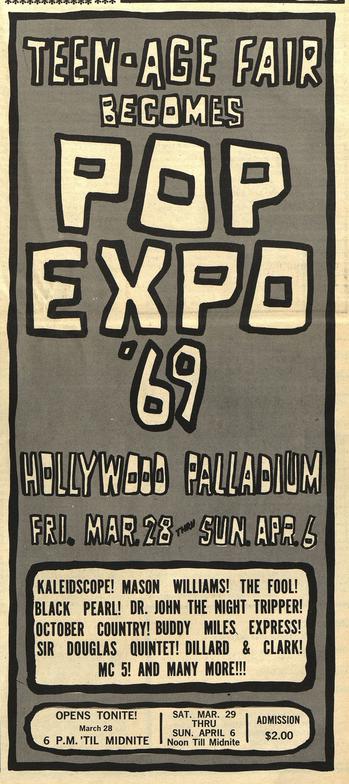 TEEN-AGE FAIR
BECOMES
POP
EXPO
'69
HOLLYWOOD PALLADIUM
FRI. MAR. 28 THRU SUN. APR. 6
KALEIDSCOPE! MASON WILLIAMS! THE FOOL!
BLACK PEARL! DR. JOHN THE NIGHT TRIPPER!
OCTOBER COUNTRY! BUDDY MILES EXPRESS!
SIR DOUGLAS QUINTET! DILLARD & CLARK!
MC 5! AND MANY MORE!!!
OPENS TONITE!
March 28
6 P.M. 'TIL MIDNITE
SAT. MAR. 29
THRU
SUN. APRIL 6
Noon Till Midnite
ADMISSION
$2.00